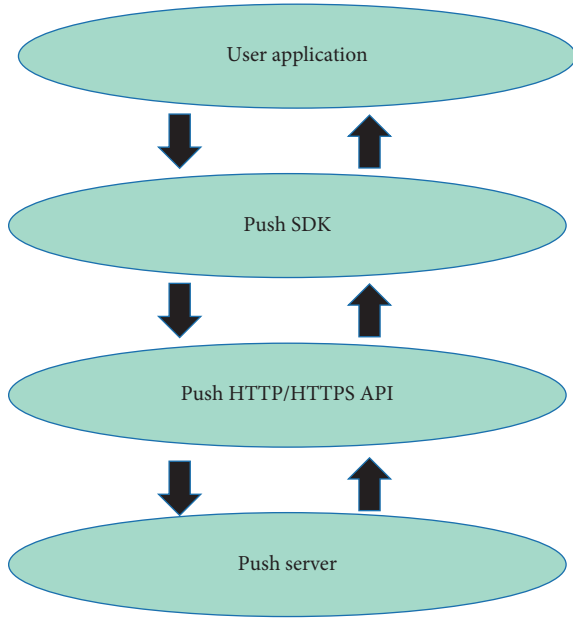 User application
Push SDK
Push HTTP/HTTPS API
Push server